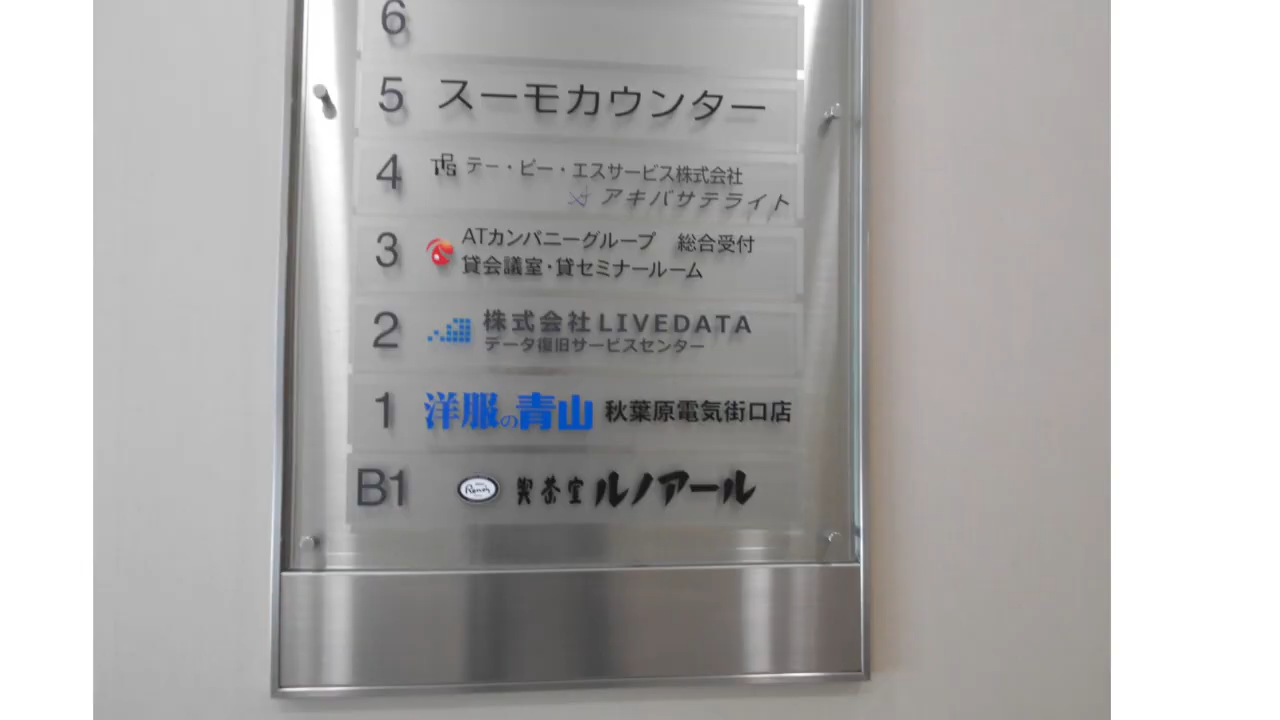 6
5 スーモカウンター
4 TPS テー・ピー・エスサービス株式会社
アキバサテライト
3 ATカンパニーグループ 総合受付
貸会議室・貸セミナールーム
2 株式会社LIVEDATA
データ復旧サービスセンター
1 洋服の青山 秋葉原電気街口店
B1 Renoir 喫茶室ルノアール